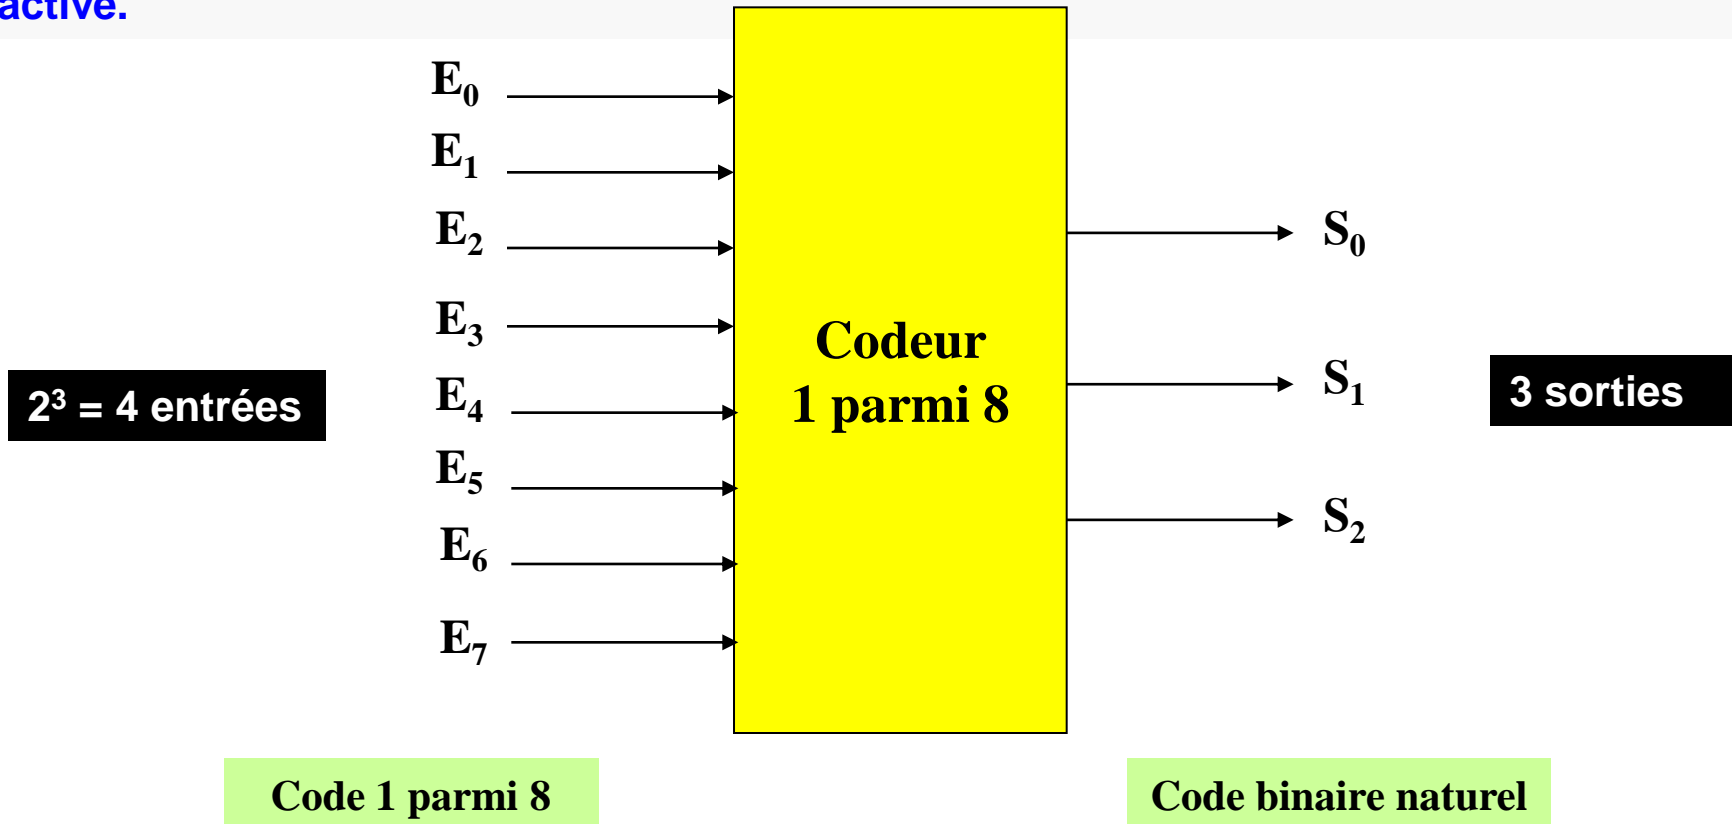 active.
E₀
E₁
E₂
E₃
E₄
E₅
E₆
E₇
2³ = 4 entrées
Codeur
1 parmi 8
S₀
S₁
S₂
3 sorties
Code 1 parmi 8
Code binaire naturel